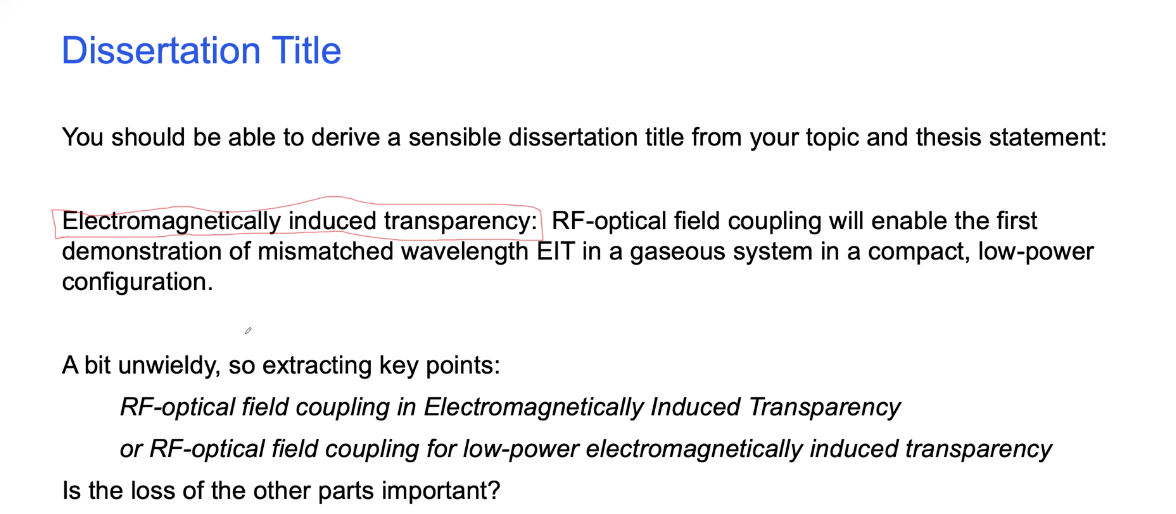 Dissertation Title
You should be able to derive a sensible dissertation title from your topic and thesis statement:
Electromagnetically induced transparency: RF-optical field coupling will enable the first
demonstration of mismatched wavelength EIT in a gaseous system in a compact, low-power
configuration.
A bit unwieldy, so extracting key points:
RF-optical field coupling in Electromagnetically Induced Transparency
or RF-optical field coupling for low-power electromagnetically induced transparency
Is the loss of the other parts important?